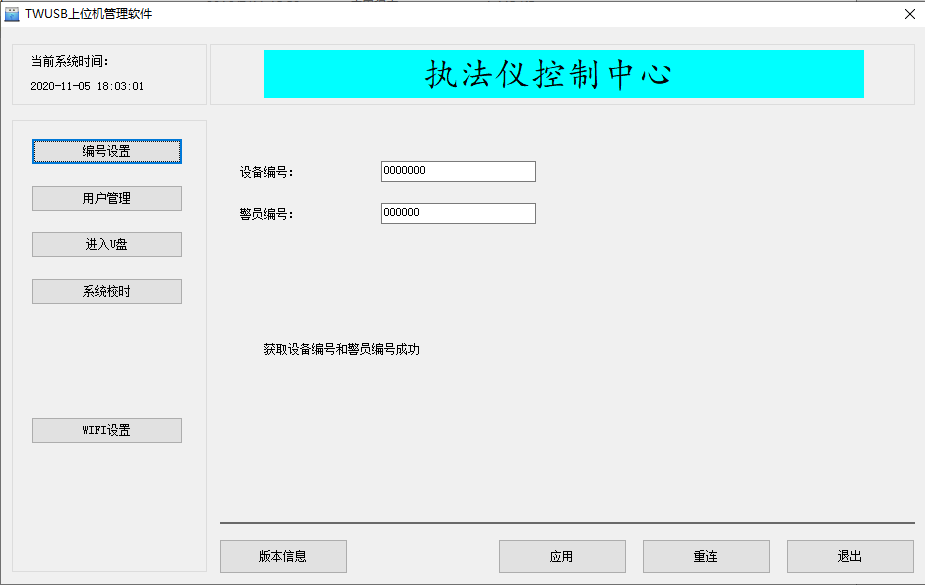 TWUSB上位机管理软件
当前系统时间：
2020-11-05 18:03:01
执法仪控制中心
编号设置
用户管理
进入U盘
系统校时
WIFI设置
设备编号：
0000000
警员编号：
000000
获取设备编号和警员编号成功
版本信息
应用
重连
退出